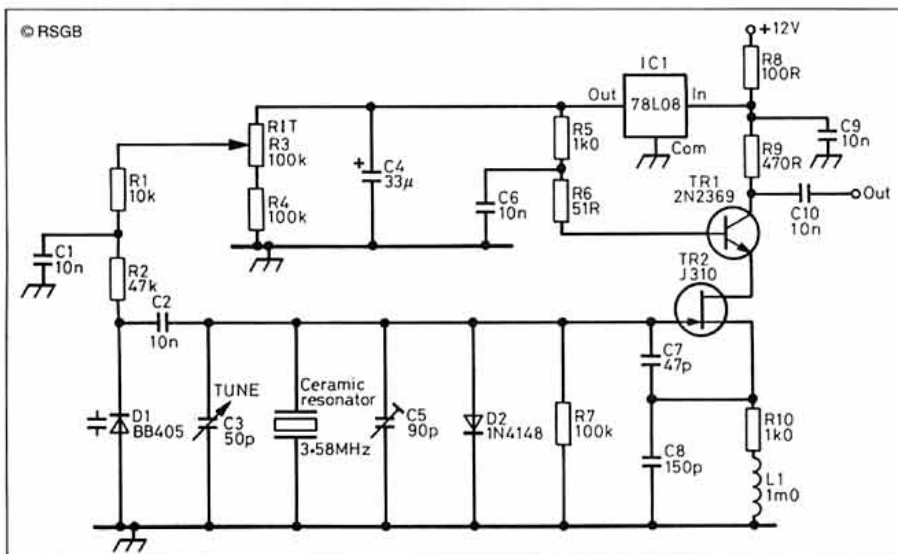 © RSGB
+12V
R8
100R
IC1
Out
78L08
In
Com
C9
10n
R9
470R
RIT
R3
100k
R4
100k
+
C4
33μ
R5
1k0
C6
10n
R6
51R
TR1
2N2369
C10
10n
Out
R1
10k
C1
10n
R2
47k
C2
10n
TR2
J310
D1
BB405
TUNE
C3
50p
Ceramic
resonator
3·58MHz
C5
90p
D2
1N4148
R7
100k
C7
47p
C8
150p
R10
1k0
L1
1m0